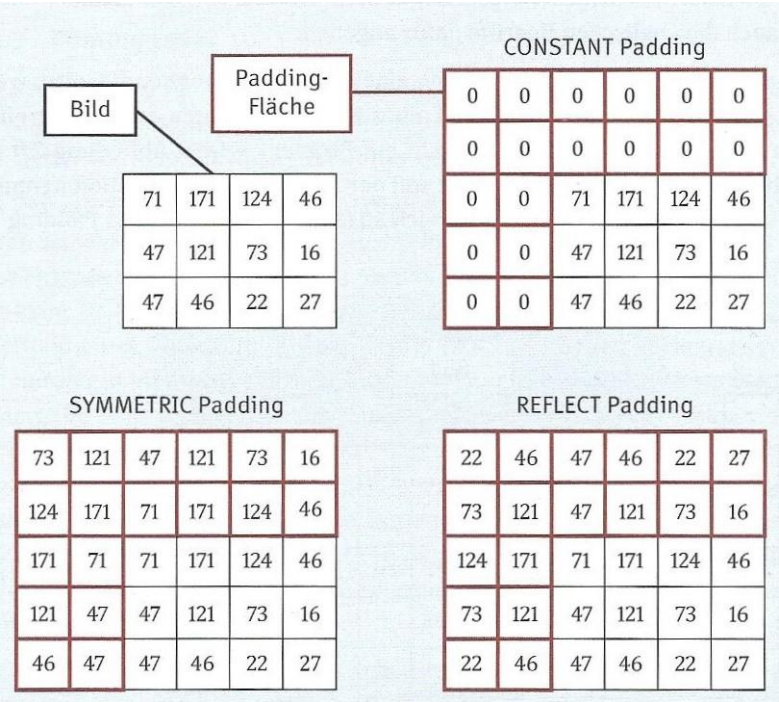 CONSTANT Padding
Padding-
Fläche
Bild
0 0 0 0 0 0
0 0 0 0 0 0
0 0 71 171 124 46
0 0 47 121 73 16
0 0 47 46 22 27
71 171 124 46
47 121 73 16
47 46 22 27
SYMMETRIC Padding
73 121 47 121 73 16
124 171 71 171 124 46
171 71 71 171 124 46
121 47 47 121 73 16
46 47 47 46 22 27
REFLECT Padding
22 46 47 46 22 27
73 121 47 121 73 16
124 171 71 171 124 46
73 121 47 121 73 16
22 46 47 46 22 27